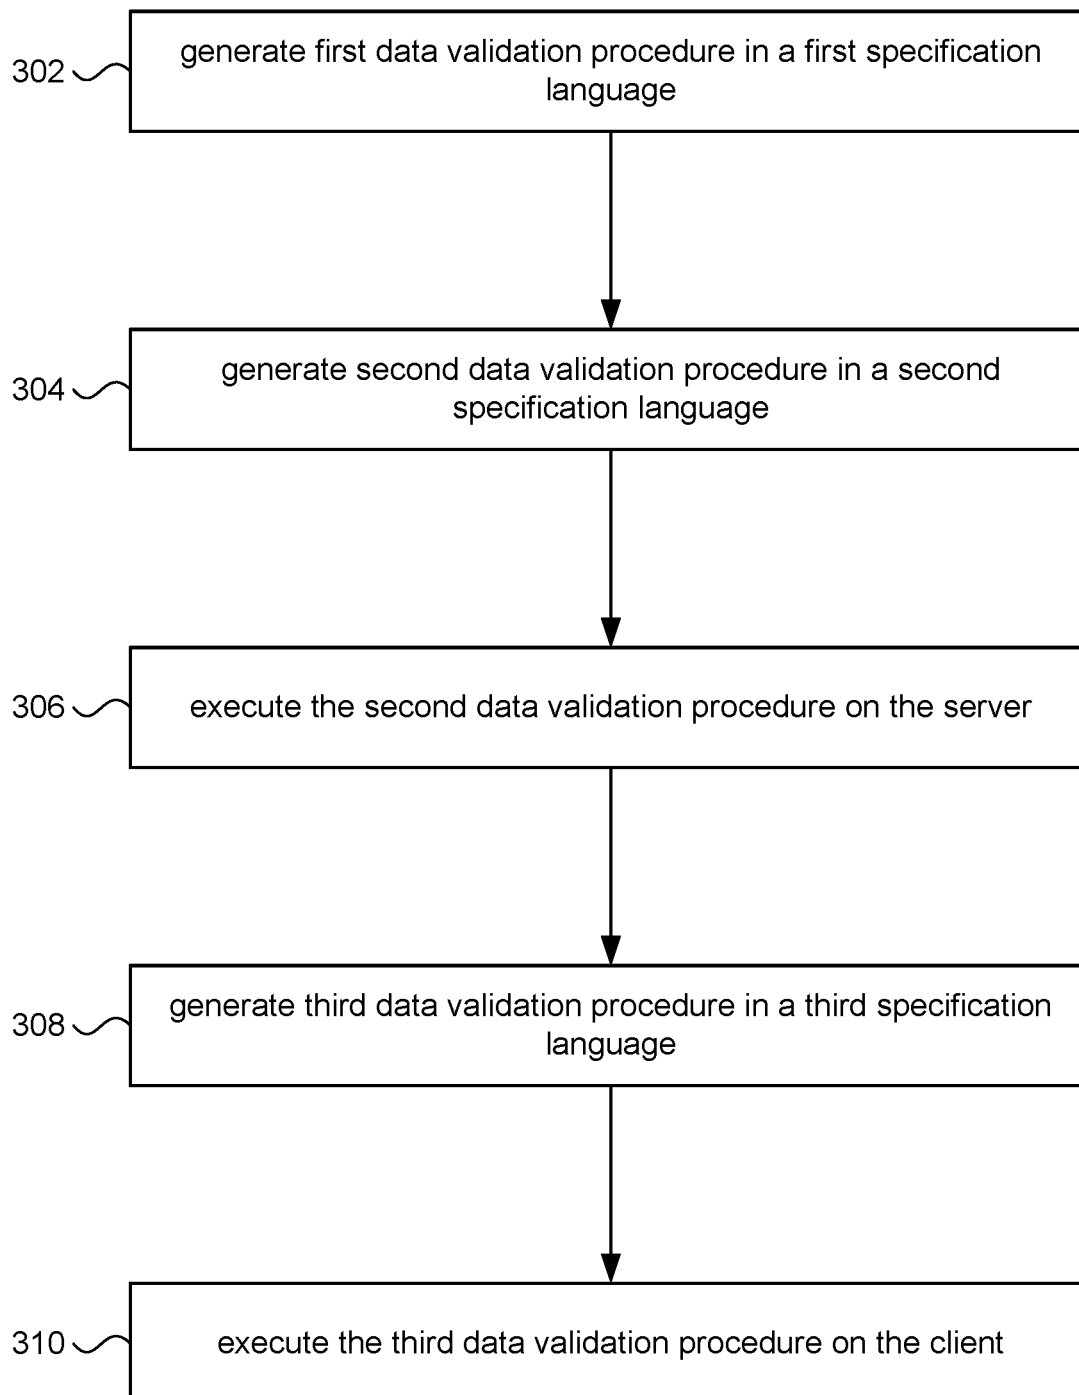 generate first data validation procedure in a first specification
302
language
generate second data validation procedure in a second
304
specification language
306
execute the second data validation procedure on the server
generate third data validation procedure in a third specification
308
language
310
execute the third data validation procedure on the client